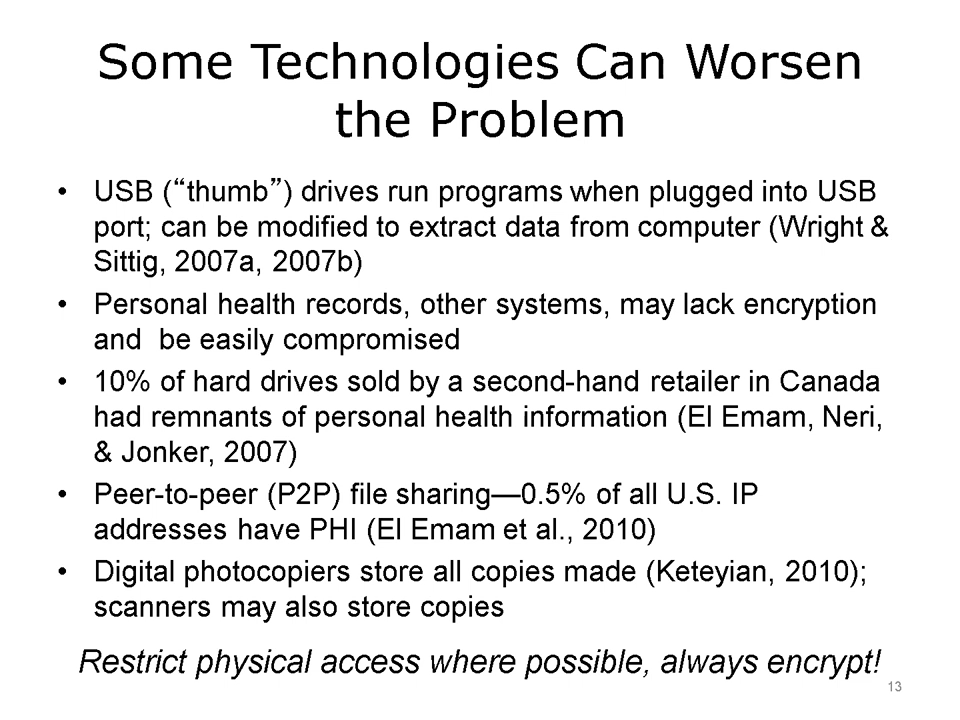 Some Technologies Can Worsen
the Problem
• USB (“thumb”) drives run programs when plugged into USB
port; can be modified to extract data from computer (Wright &
Sittig, 2007a, 2007b)
• Personal health records, other systems, may lack encryption
and  be easily compromised
• 10% of hard drives sold by a second-hand retailer in Canada
had remnants of personal health information (El Emam, Neri,
& Jonker, 2007)
• Peer-to-peer (P2P) file sharing—0.5% of all U.S. IP
addresses have PHI (El Emam et al., 2010)
• Digital photocopiers store all copies made (Keteyian, 2010);
scanners may also store copies
Restrict physical access where possible, always encrypt!
13